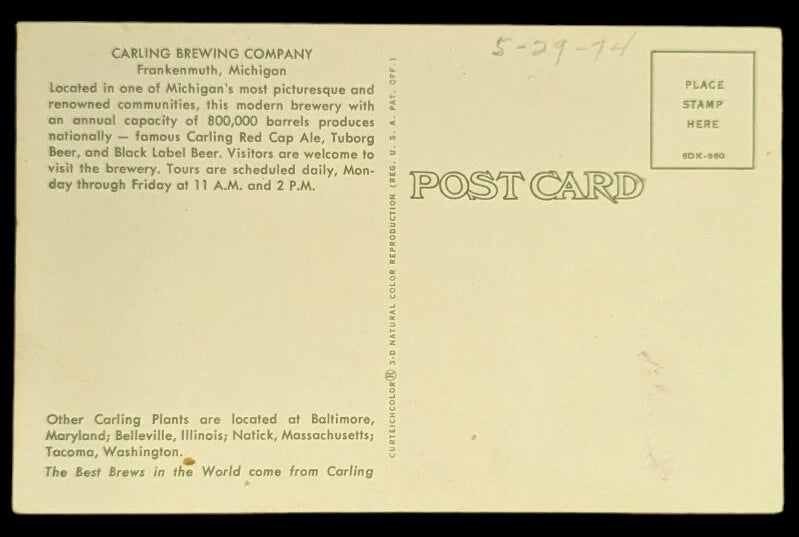 CARLING BREWING COMPANY
Frankenmuth, Michigan
Located in one of Michigan's most picturesque and
renowned communities, this modern brewery with
an annual capacity of 800,000 barrels produces
nationally — famous Carling Red Cap Ale, Tuborg
Beer, and Black Label Beer. Visitors are welcome to
visit the brewery. Tours are scheduled daily, Mon-
day through Friday at 11 A.M. and 2 P.M.
Other Carling Plants are located at Baltimore,
Maryland; Belleville, Illinois; Natick, Massachusetts;
Tacoma, Washington.
The Best Brews in the World come from Carling
CURTEICHCOLOR® 3-D NATURAL COLOR REPRODUCTION (REG. U. S. A. PAT. OFF.)
5-29-74
POST CARD
PLACE
STAMP
HERE
6DK-960